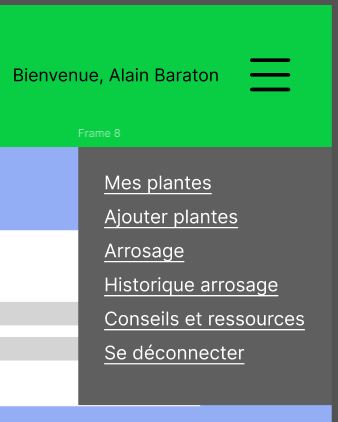 Bienvenue, Alain Baraton
Frame 8
Mes plantes
Ajouter plantes
Arrosage
Historique arrosage
Conseils et ressources
Se déconnecter